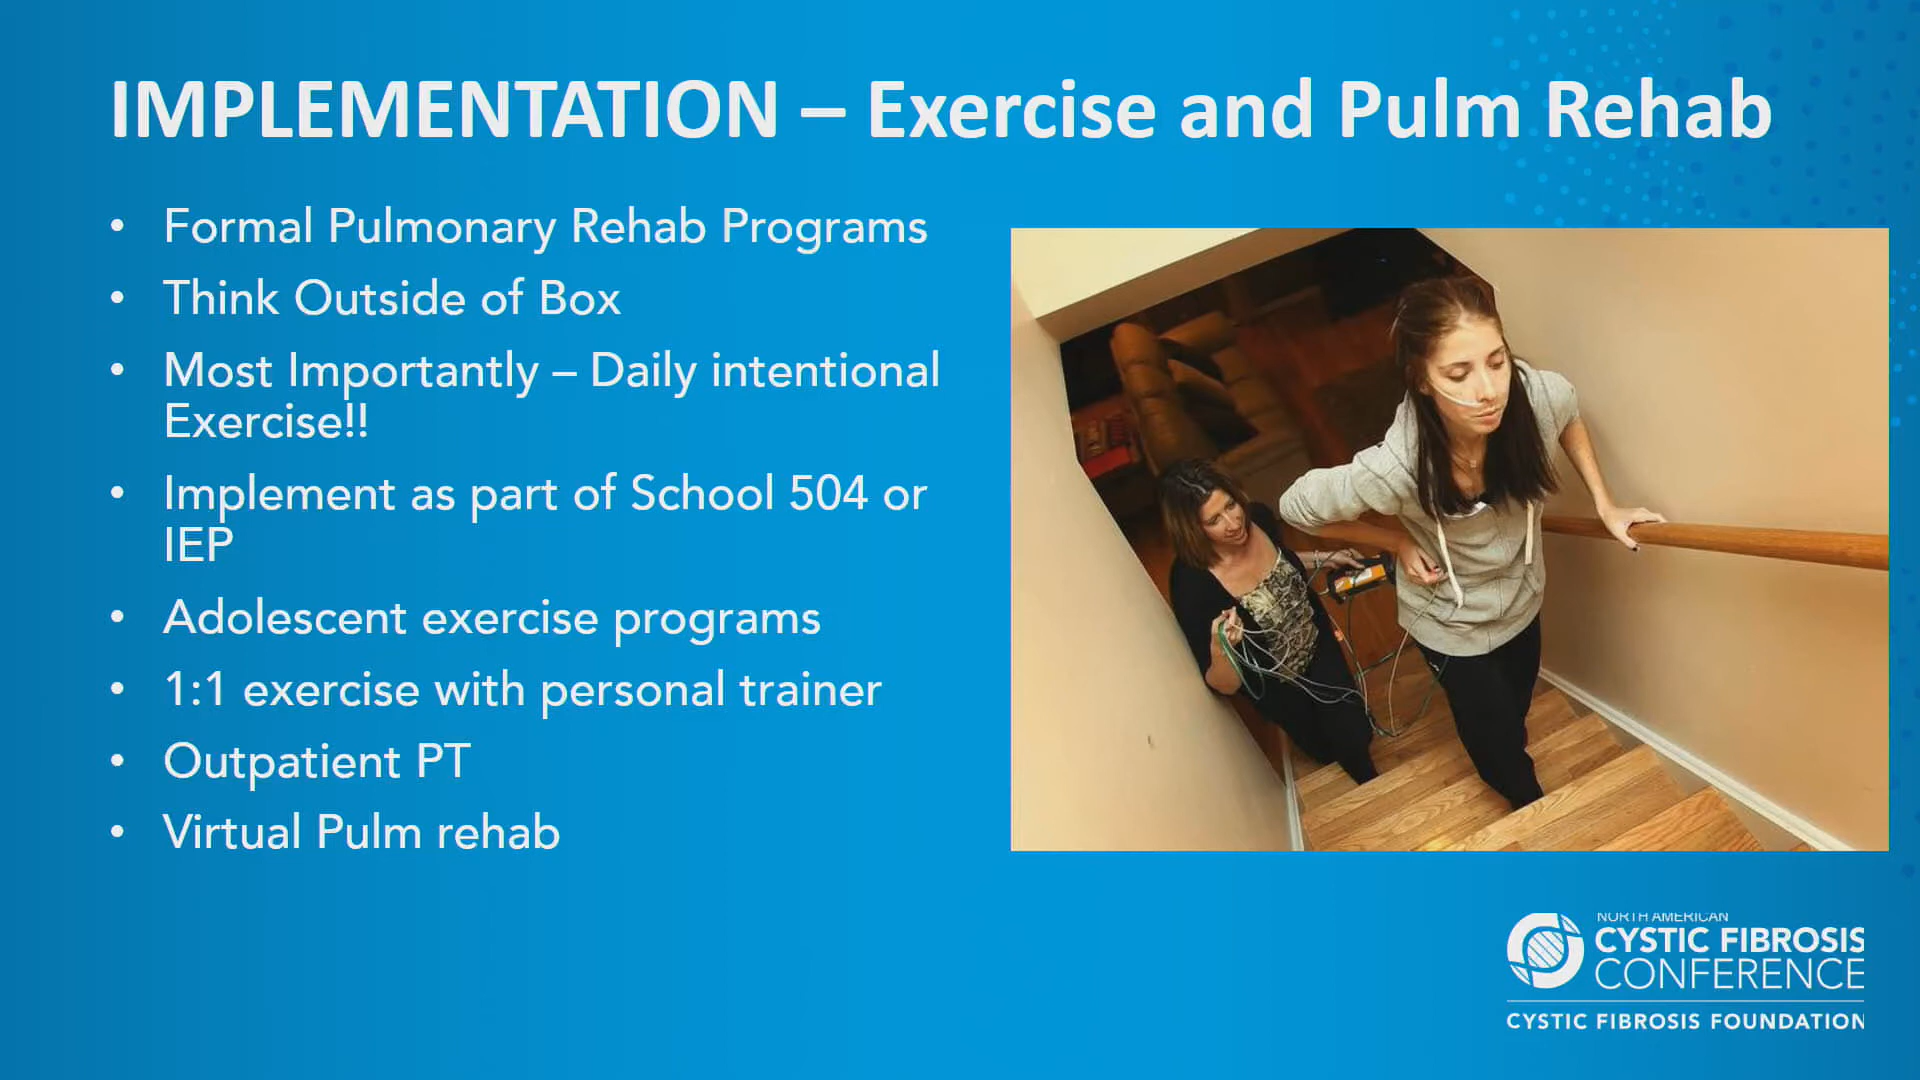 IMPLEMENTATION – Exercise and Pulm Rehab
• Formal Pulmonary Rehab Programs
• Think Outside of Box
• Most Importantly – Daily intentional
Exercise!!
• Implement as part of School 504 or
IEP
• Adolescent exercise programs
• 1:1 exercise with personal trainer
• Outpatient PT
• Virtual Pulm rehab
NORTH AMERICAN
CYSTIC FIBROSIS
CONFERENCE
CYSTIC FIBROSIS FOUNDATION